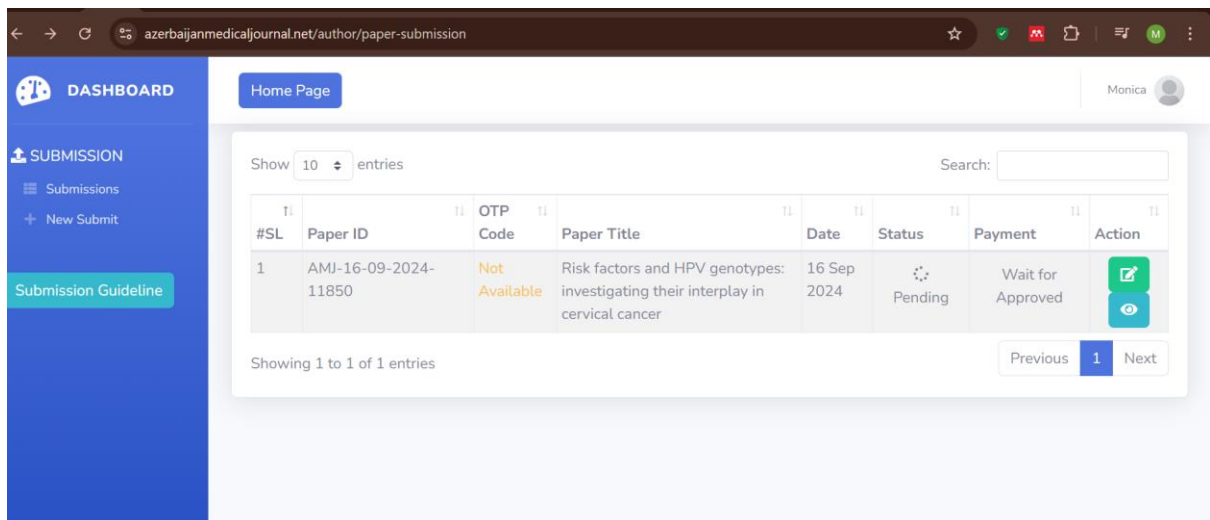 azerbaijanmedicaljournal.net/author/paper-submission
M
DASHBOARD
Home Page
Monica
SUBMISSION
Submissions
New Submit
Submission Guideline
Show 10 entries
Search:
#SL Paper ID OTP Code Paper Title Date Status Payment Action
1 AMJ-16-09-2024- Not Risk factors and HPV genotypes: 16 Sep Wait for
11850 Available investigating their interplay in 2024 Pending Approved
cervical cancer
Showing 1 to 1 of 1 entries
Previous 1 Next